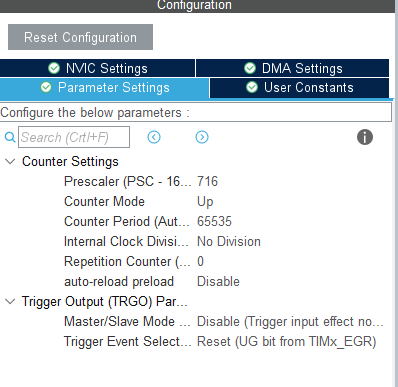 Configuration
Reset Configuration
NVIC Settings
DMA Settings
Parameter Settings
User Constants
Configure the below parameters :
Search (Crtl+F)
Counter Settings
Prescaler (PSC - 16... 716
Counter Mode Up
Counter Period (Aut... 65535
Internal Clock Divisi... No Division
Repetition Counter (... 0
auto-reload preload Disable
Trigger Output (TRGO) Par...
Master/Slave Mode ... Disable (Trigger input effect no...
Trigger Event Select... Reset (UG bit from TIMx_EGR)